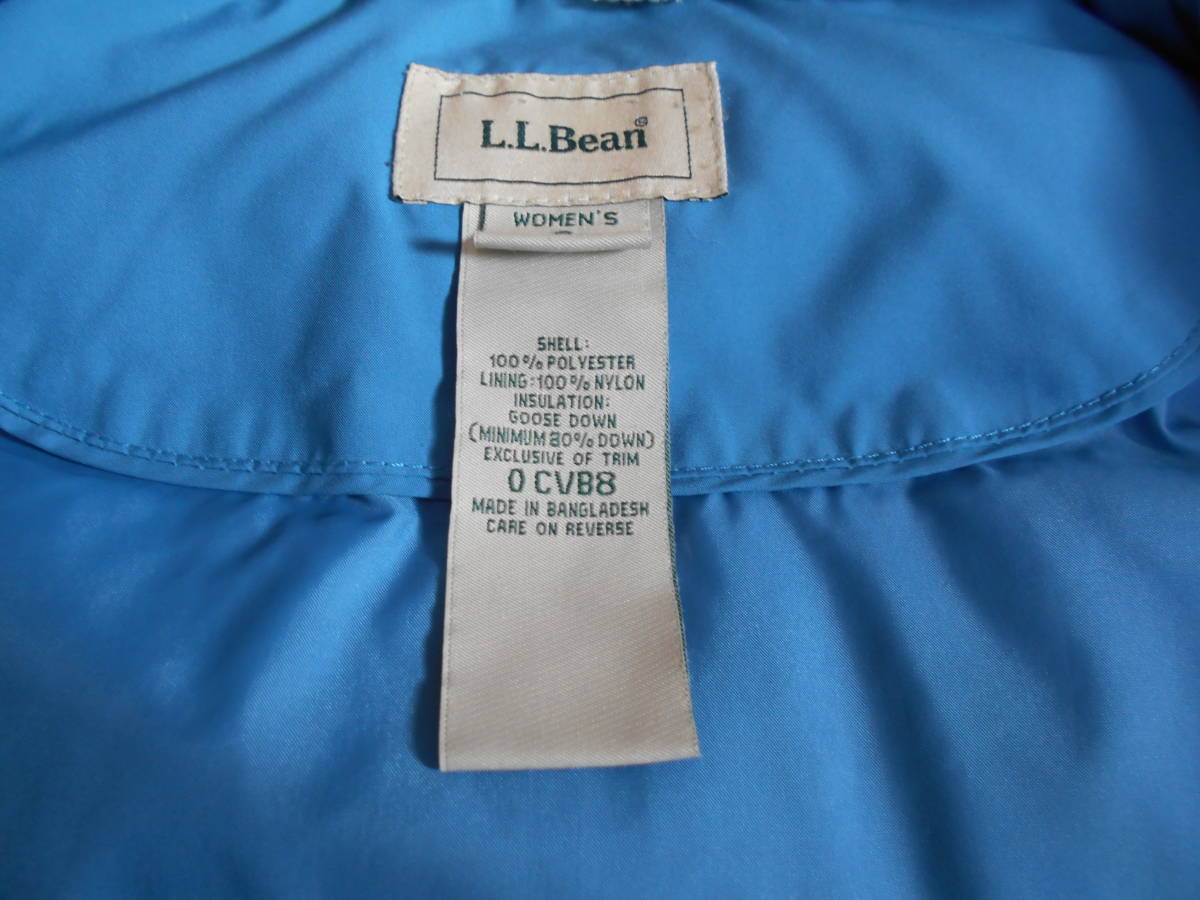 L.L.Bean®
WOMEN'S
SHELL:
100% POLYESTER
LINING:100% NYLON
INSULATION:
GOOSE DOWN
(MINIMUM 80% DOWN)
EXCLUSIVE OF TRIM
0 CVB8
MADE IN BANGLADESH
CARE ON REVERSE